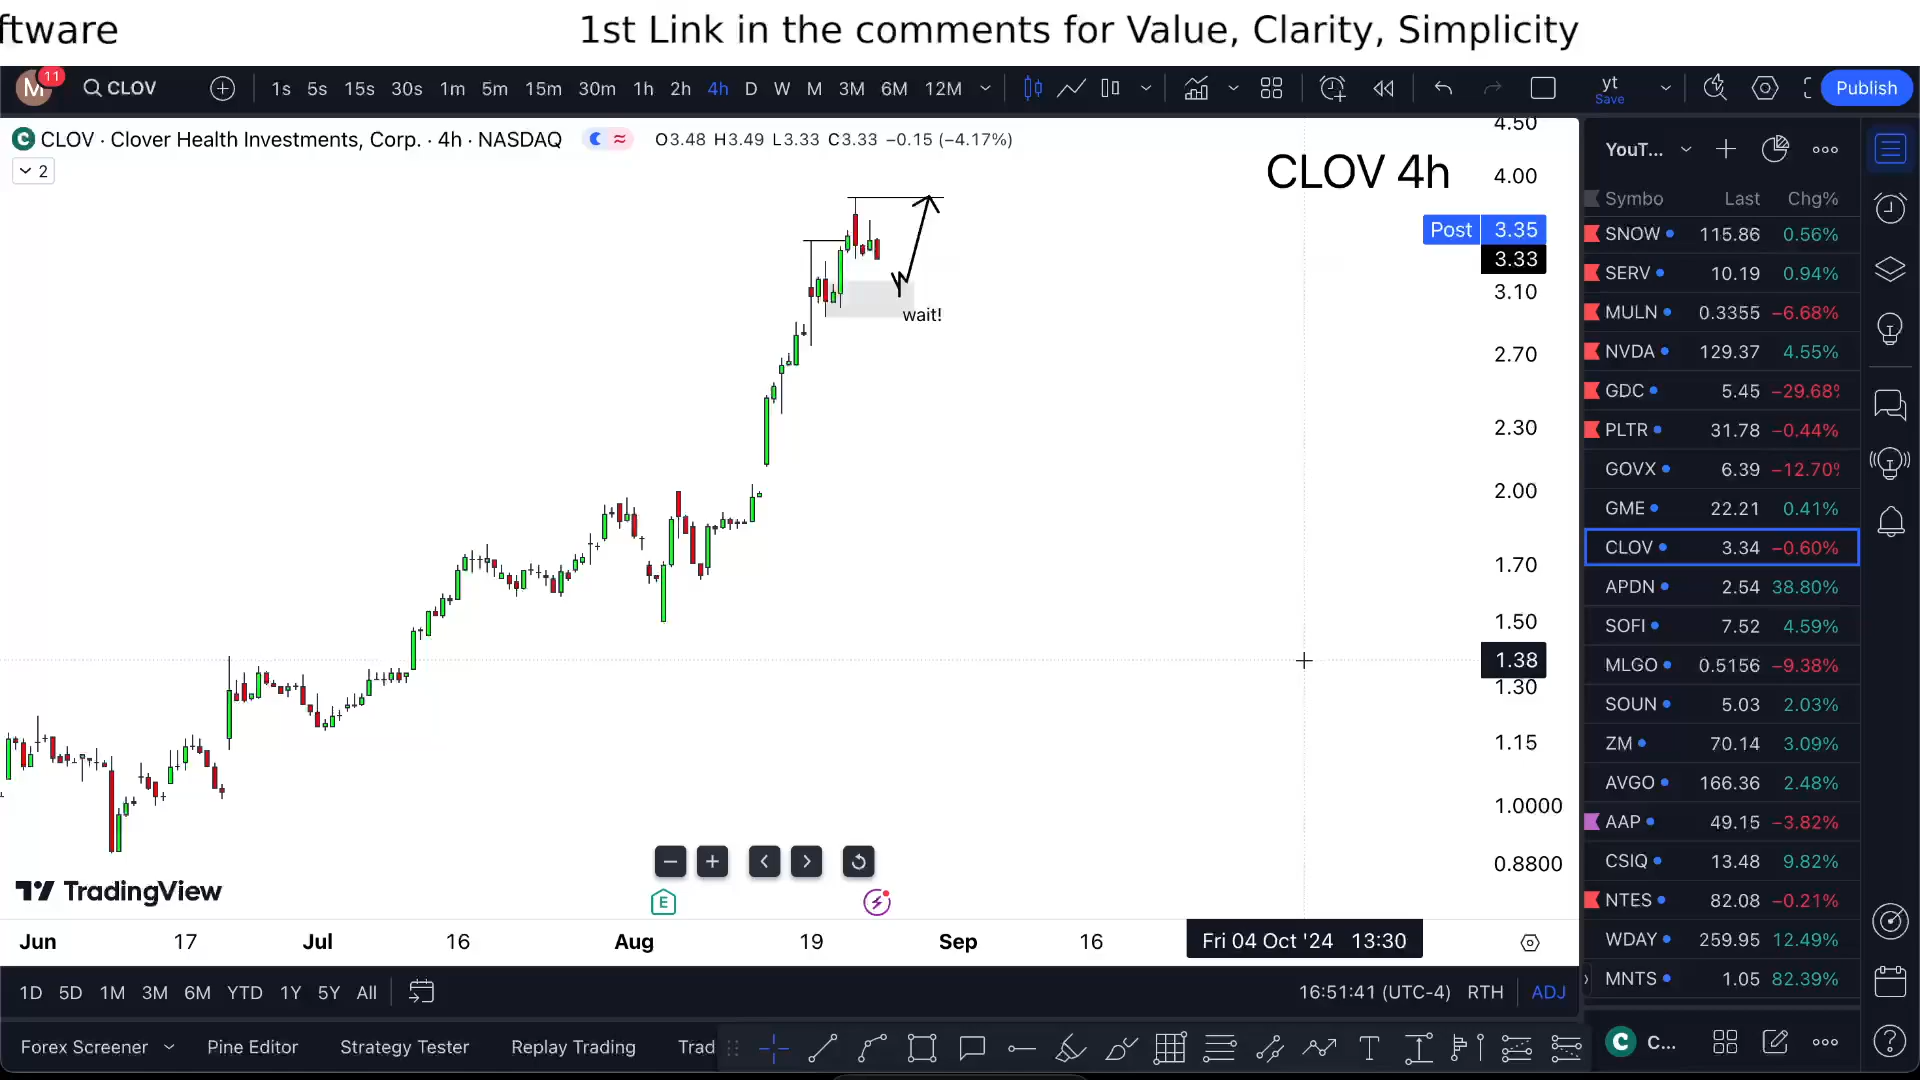 ftware 1st Link in the comments for Value, Clarity, Simplicity
M 11 CLOV 1s 5s 15s 30s 1m 5m 15m 30m 1h 2h 4h D W M 3M 6M 12M yt Save Publish
C CLOV · Clover Health Investments, Corp. · 4h · NASDAQ O3.48 H3.49 L3.33 C3.33 −0.15 (−4.17%)
2
CLOV 4h
wait!
4.50
4.00
Post 3.35
3.33
3.10
2.70
2.30
2.00
1.70
1.50
1.38
1.30
1.15
1.0000
0.8800
TradingView
E
Jun 17 Jul 16 Aug 19 Sep 16 Fri 04 Oct '24 13:30
1D 5D 1M 3M 6M YTD 1Y 5Y All 16:51:41 (UTC-4) RTH ADJ
Forex Screener Pine Editor Strategy Tester Replay Trading Trad
YouT...
Symbo Last Chg%
SNOW 115.86 0.56%
SERV 10.19 0.94%
MULN 0.3355 −6.68%
NVDA 129.37 4.55%
GDC 5.45 −29.68%
PLTR 31.78 −0.44%
GOVX 6.39 −12.70%
GME 22.21 0.41%
CLOV 3.34 −0.60%
APDN 2.54 38.80%
SOFI 7.52 4.59%
MLGO 0.5156 −9.38%
SOUN 5.03 2.03%
ZM 70.14 3.09%
AVGO 166.36 2.48%
AAP 49.15 −3.82%
CSIQ 13.48 9.82%
NTES 82.08 −0.21%
WDAY 259.95 12.49%
MNTS 1.05 82.39%
C C...